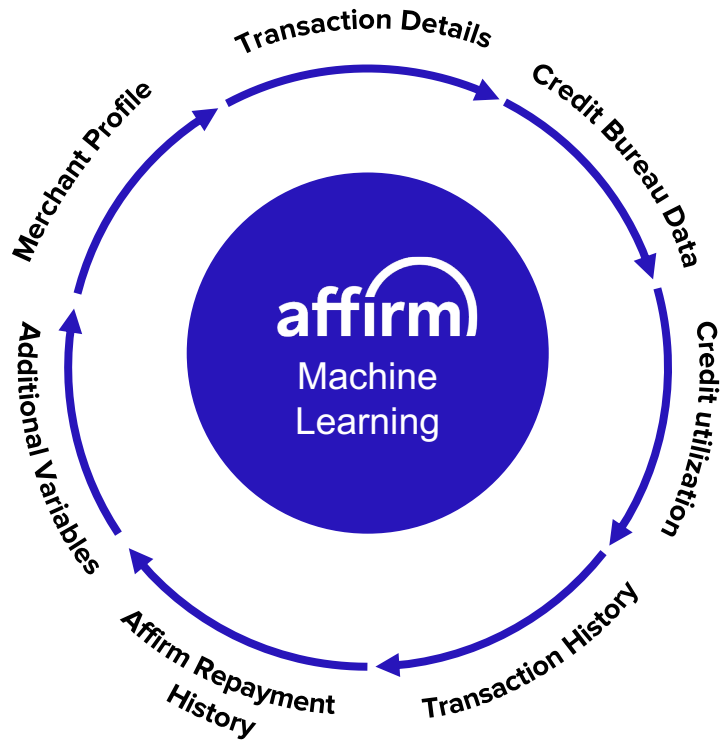 Transaction Details
Credit Bureau Data
Credit utilization
Transaction History
Affirm Repayment
History
Additional Variables
Merchant Profile
affirm
Machine
Learning